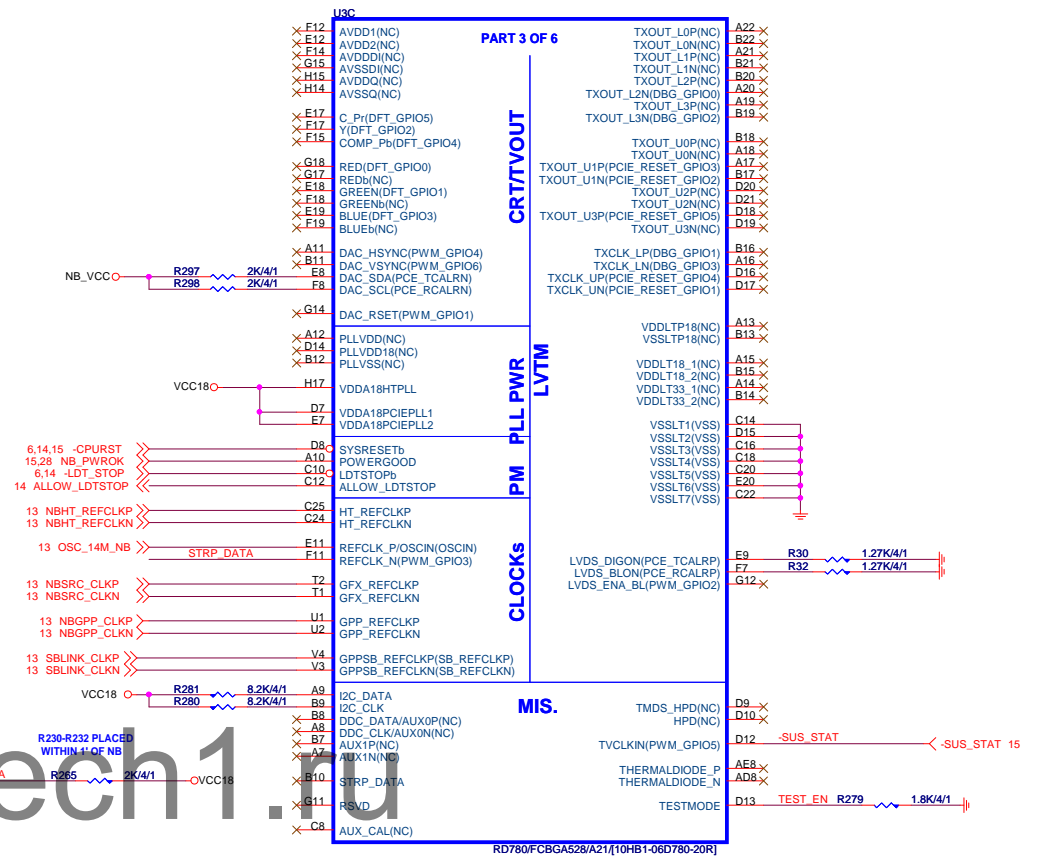 U3C
PART 3 OF 6
F12 AVDD1(NC)
E12 AVDD2(NC)
F14 AVDDDI(NC)
G15 AVSSDI(NC)
H15 AVDDQ(NC)
H14 AVSSQ(NC)
E17 C_Pr(DFT_GPIO5)
F17 Y(DFT_GPIO2)
F15 COMP_Pb(DFT_GPIO4)
G18 RED(DFT_GPIO0)
G17 REDb(NC)
E18 GREEN(DFT_GPIO1)
F18 GREENb(NC)
E19 BLUE(DFT_GPIO3)
F19 BLUEb(NC)
A11 DAC_HSYNC(PWM_GPIO4)
B11 DAC_VSYNC(PWM_GPIO6)
NB_VCC R297 2K/4/1 E8 DAC_SDA(PCE_TCALRN)
R298 2K/4/1 F8 DAC_SCL(PCE_RCALRN)
G14 DAC_RSET(PWM_GPIO1)
CRT/TVOUT
A12 PLLVDD(NC)
D14 PLLVDD18(NC)
B12 PLLVSS(NC)
VCC18 H17 VDDA18HTPLL
D7 VDDA18PCIEPLL1
E7 VDDA18PCIEPLL2
PLL PWR
LVTM
6,14,15 -CPURST D8 SYSRESETb
15,28 NB_PWROK A10 POWERGOOD
6,14 -LDT_STOP C10 LDTSTOPb
14 ALLOW_LDTSTOP C12 ALLOW_LDTSTOP
PM
13 NBHT_REFCLKP C25 HT_REFCLKP
13 NBHT_REFCLKN C24 HT_REFCLKN
13 OSC_14M_NB E11 REFCLK_P/OSCIN(OSCIN)
STRP_DATA F11 REFCLK_N(PWM_GPIO3)
13 NBSRC_CLKP T2 GFX_REFCLKP
13 NBSRC_CLKN T1 GFX_REFCLKN
13 NBGPP_CLKP U1 GPP_REFCLKP
13 NBGPP_CLKN U2 GPP_REFCLKN
13 SBLINK_CLKP V4 GPPSB_REFCLKP(SB_REFCLKP)
13 SBLINK_CLKN V3 GPPSB_REFCLKN(SB_REFCLKN)
CLOCKs
VCC18 R281 8.2K/4/1 A9 I2C_DATA
R280 8.2K/4/1 B9 I2C_CLK
B8 DDC_DATA/AUX0P(NC)
A8 DDC_CLK/AUX0N(NC)
B7 AUX1P(NC)
A7 AUX1N(NC)
R230-R232 PLACED
WITHIN 1' OF NB
A R265 2K/4/1 VCC18
B10 STRP_DATA
G11 RSVD
C8 AUX_CAL(NC)
MIS.
TXOUT_L0P(NC) A22
TXOUT_L0N(NC) B22
TXOUT_L1P(NC) A21
TXOUT_L1N(NC) B21
TXOUT_L2P(NC) B20
TXOUT_L2N(DBG_GPIO0) A20
TXOUT_L3P(NC) A19
TXOUT_L3N(DBG_GPIO2) B19
TXOUT_U0P(NC) B18
TXOUT_U0N(NC) A18
TXOUT_U1P(PCIE_RESET_GPIO3) A17
TXOUT_U1N(PCIE_RESET_GPIO2) B17
TXOUT_U2P(NC) D20
TXOUT_U2N(NC) D21
TXOUT_U3P(PCIE_RESET_GPIO5) D18
TXOUT_U3N(NC) D19
TXCLK_LP(DBG_GPIO1) B16
TXCLK_LN(DBG_GPIO3) A16
TXCLK_UP(PCIE_RESET_GPIO4) D16
TXCLK_UN(PCIE_RESET_GPIO1) D17
VDDLTP18(NC) A13
VSSLTP18(NC) B13
VDDLT18_1(NC) A15
VDDLT18_2(NC) B15
VDDLT33_1(NC) A14
VDDLT33_2(NC) B14
VSSLT1(VSS) C14
VSSLT2(VSS) D15
VSSLT3(VSS) C16
VSSLT4(VSS) C18
VSSLT5(VSS) C20
VSSLT6(VSS) E20
VSSLT7(VSS) C22
LVDS_DIGON(PCE_TCALRP) E9 R30 1.27K/4/1
LVDS_BLON(PCE_RCALRP) F7 R32 1.27K/4/1
LVDS_ENA_BL(PWM_GPIO2) G12
TMDS_HPD(NC) D9
HPD(NC) D10
TVCLKIN(PWM_GPIO5) D12 -SUS_STAT -SUS_STAT 15
THERMALDIODE_P AE8
THERMALDIODE_N AD8
TESTMODE D13 TEST_EN R279 1.8K/4/1
RD780/FCBGA528/A21/[10HB1-06D780-20R]
ech1.ru